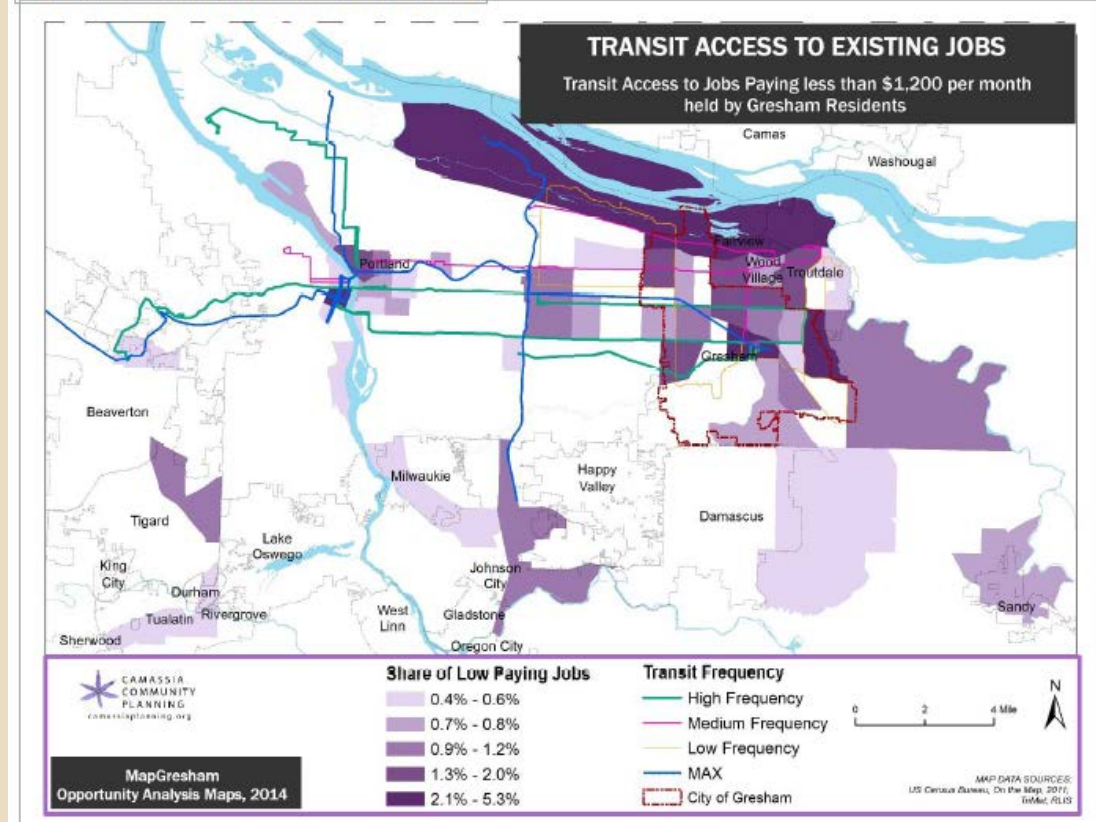 TRANSIT ACCESS TO EXISTING JOBS
Transit Access to Jobs Paying less than $1,200 per month
held by Gresham Residents
Camas
Washougal
Fairview
Portland
Wood
Village
Troutdale
Gresham
Beaverton
Milwaukie
Happy
Valley
Tigard
Damascus
Lake
Oswego
King
City
Johnson
City
Durham
Tualatin
Rivergrove
West
Linn
Gladstone
Sandy
Sherwood
Oregon City
CAMASSIA
COMMUNITY
PLANNING
camassiaplanning.org
MapGresham
Opportunity Analysis Maps, 2014
Share of Low Paying Jobs
0.4% - 0.6%
0.7% - 0.8%
0.9% - 1.2%
1.3% - 2.0%
2.1% - 5.3%
Transit Frequency
High Frequency
Medium Frequency
Low Frequency
MAX
City of Gresham
0 2 4 Mile
N
MAP DATA SOURCES:
US Census Bureau, On the Map, 2011,
TriMet, RLIS